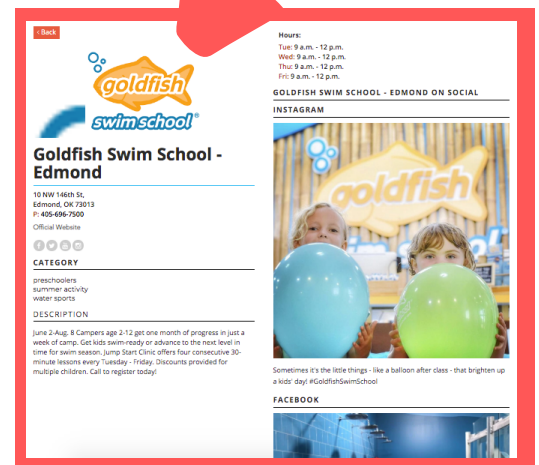 < Back
goldfish
swim school®
Goldfish Swim School -
Edmond
10 NW 146th St,
Edmond, OK 73013
P: 405-696-7500
Official Website
CATEGORY
preschoolers
summer activity
water sports
DESCRIPTION
June 2-Aug. 8 Campers age 2-12 get one month of progress in just a
week of camp. Get kids swim-ready or advance to the next level in
time for swim season. Jump Start Clinic offers four consecutive 30-
minute lessons every Tuesday - Friday. Discounts provided for
multiple children. Call to register today!
Hours:
Tue: 9 a.m. - 12 p.m.
Wed: 9 a.m. - 12 p.m.
Thu: 9 a.m. - 12 p.m.
Fri: 9 a.m. - 12 p.m.
GOLDFISH SWIM SCHOOL - EDMOND ON SOCIAL
INSTAGRAM
goldfish
Sometimes it's the little things - like a balloon after class - that brighten up
a kids' day! #GoldfishSwimSchool
FACEBOOK